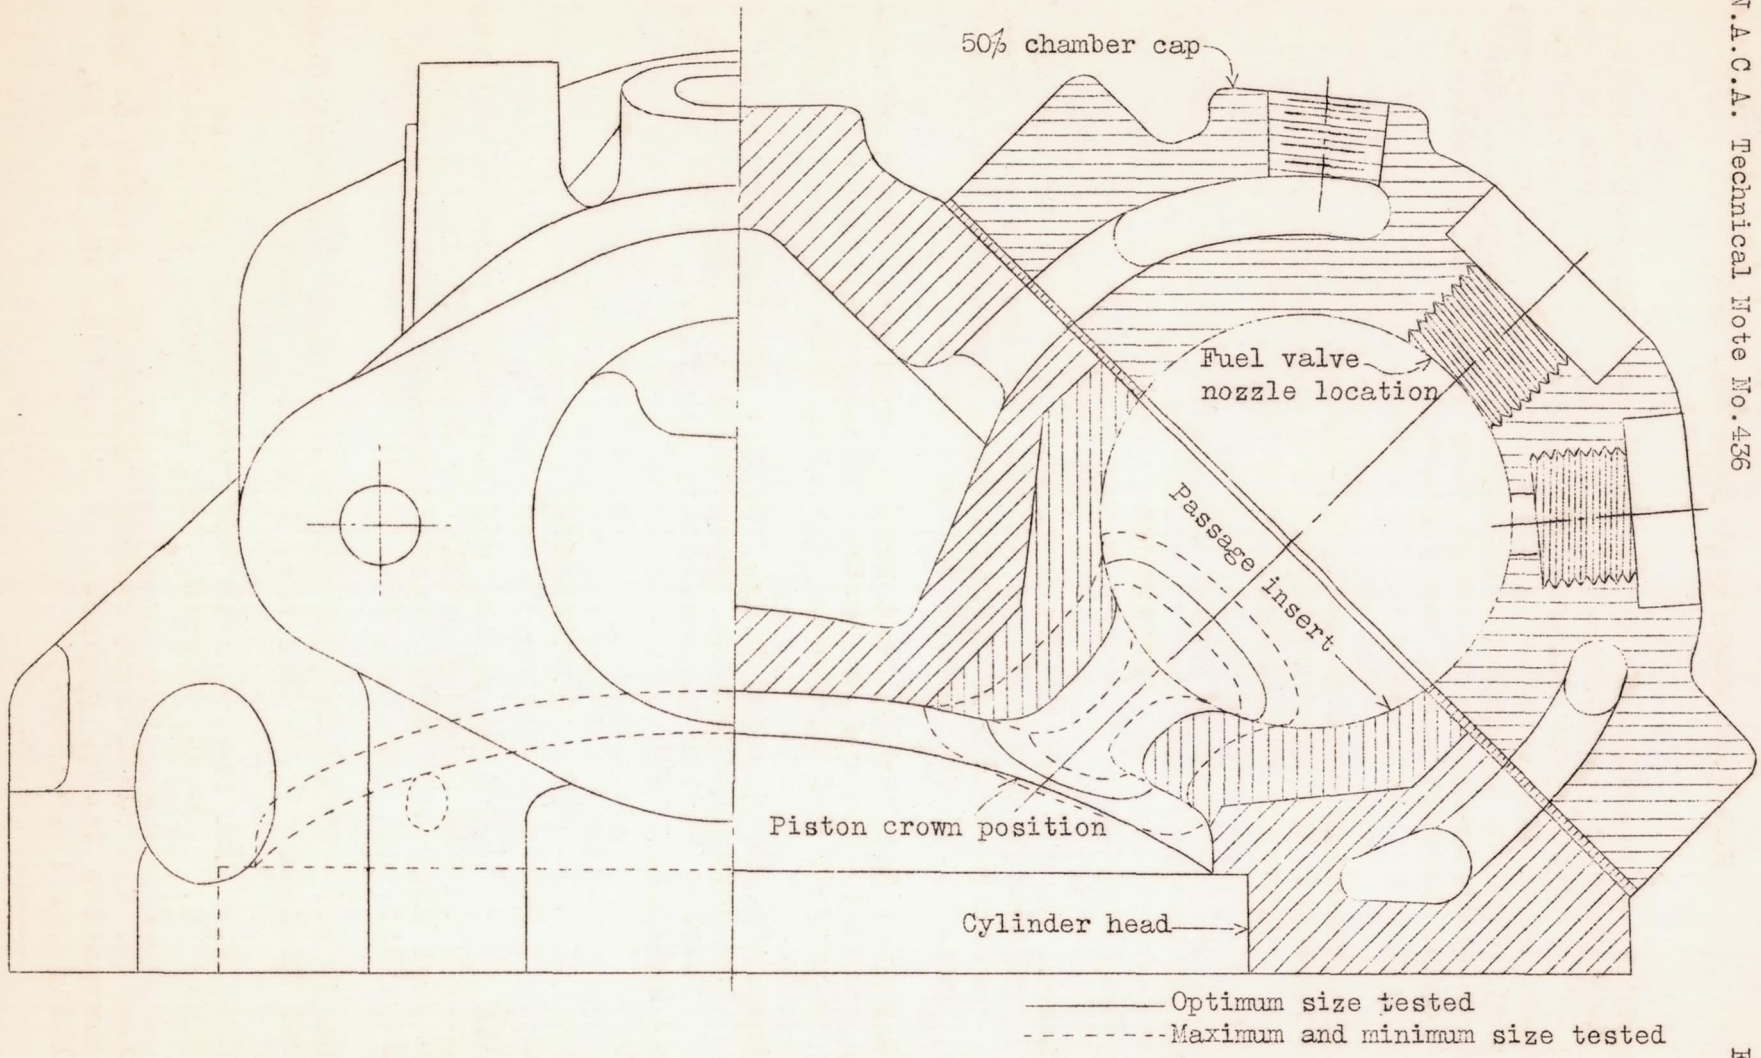 50% chamber cap
N.A.C.A. Technical Note No.436
Fuel valve
nozzle location
Passage insert
Piston crown position
Cylinder head
Optimum size tested
Maximum and minimum size tested